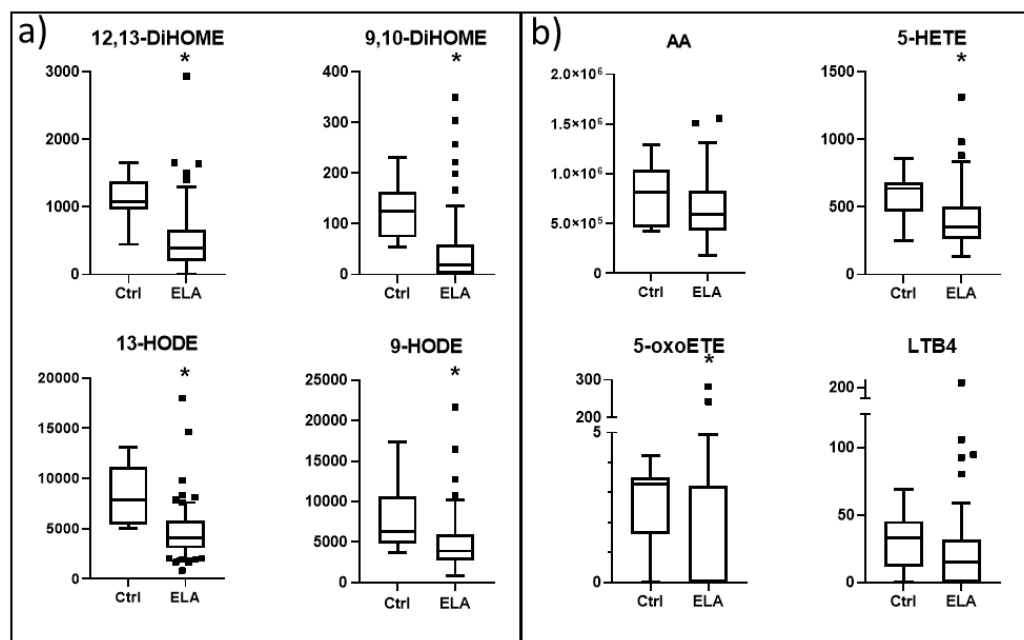 a)
12,13-DiHOME
*
3000
2000
1000
0
Ctrl ELA
9,10-DiHOME
*
400
300
200
100
0
Ctrl ELA
13-HODE
*
20000
15000
10000
5000
0
Ctrl ELA
9-HODE
*
25000
20000
15000
10000
5000
0
Ctrl ELA
b)
AA
2.0×10⁶
1.5×10⁶
1.0×10⁶
5.0×10⁵
0
Ctrl ELA
5-HETE
*
1500
1000
500
0
Ctrl ELA
5-oxoETE
*
300
200
5
0
Ctrl ELA
LTB4
200
100
50
0
Ctrl ELA